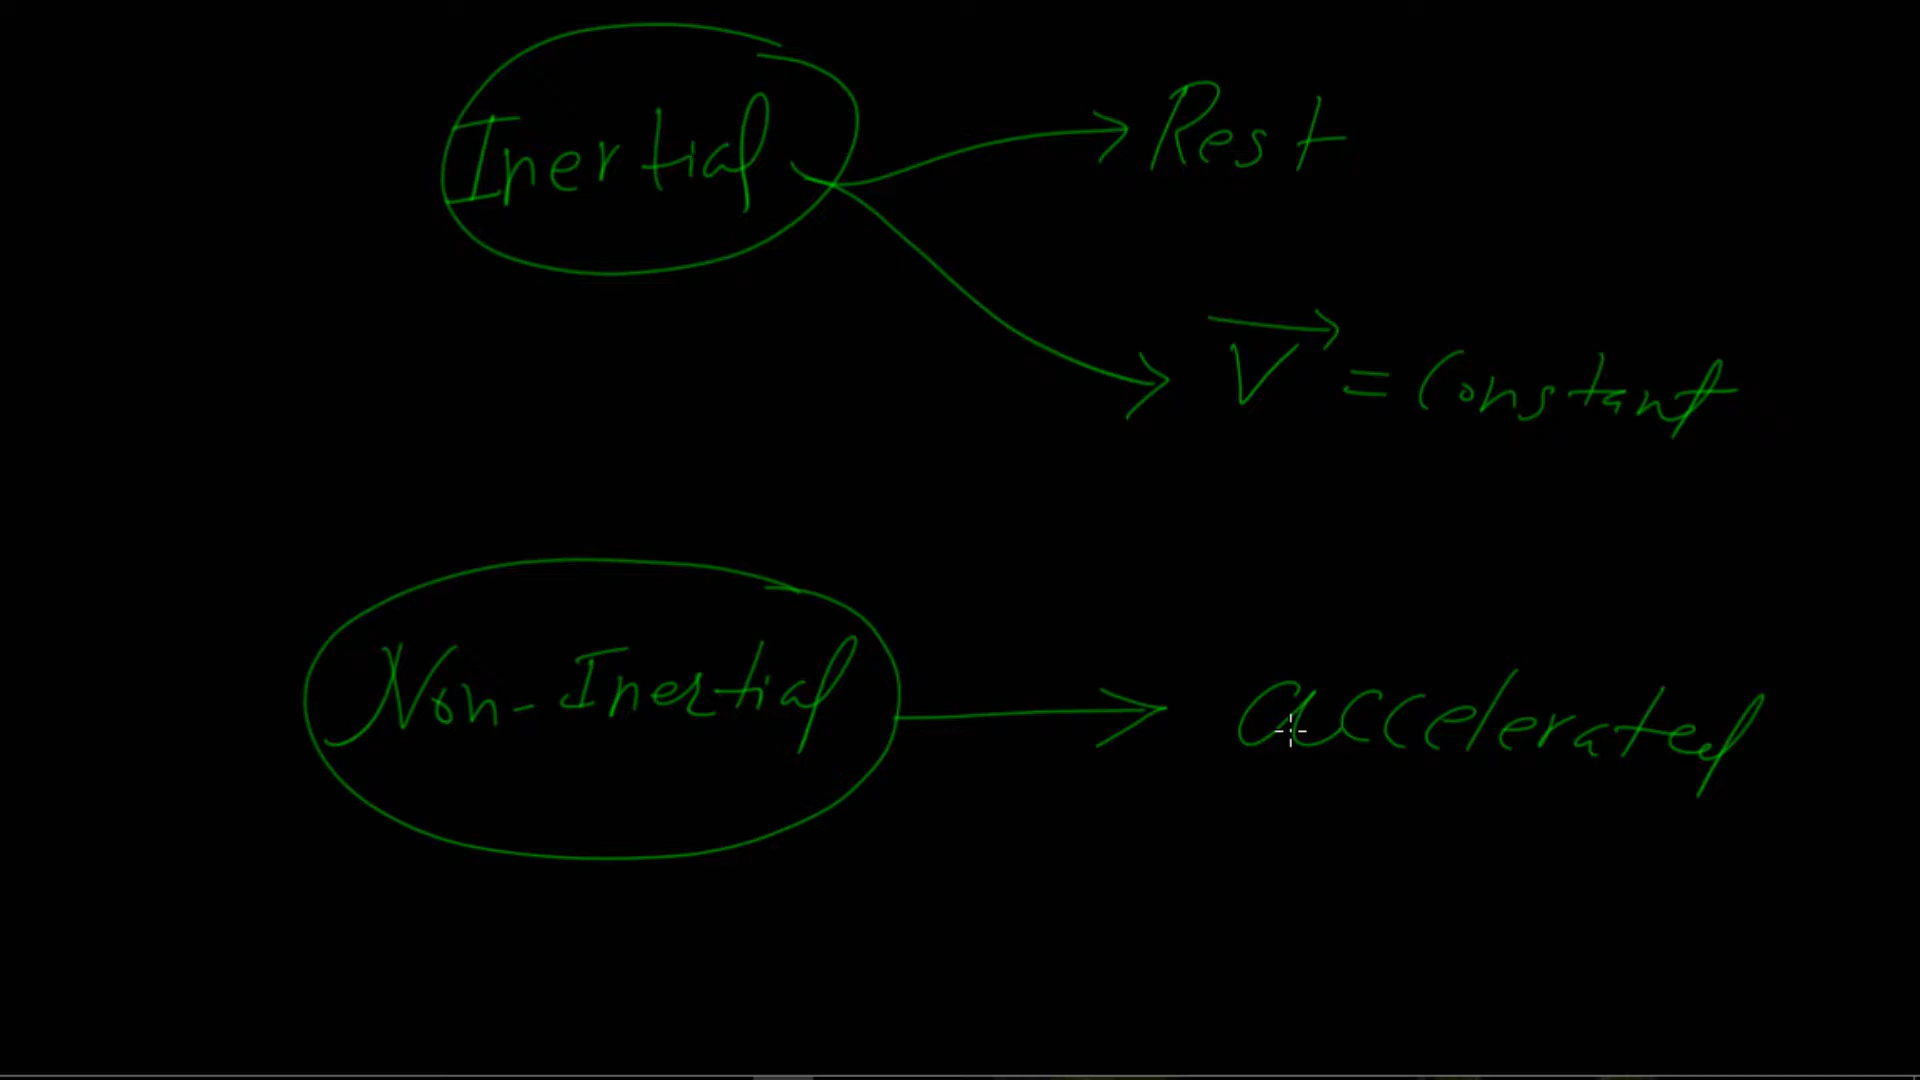 Inertial
Rest
V = Constant
Non-Inertial
accelerated